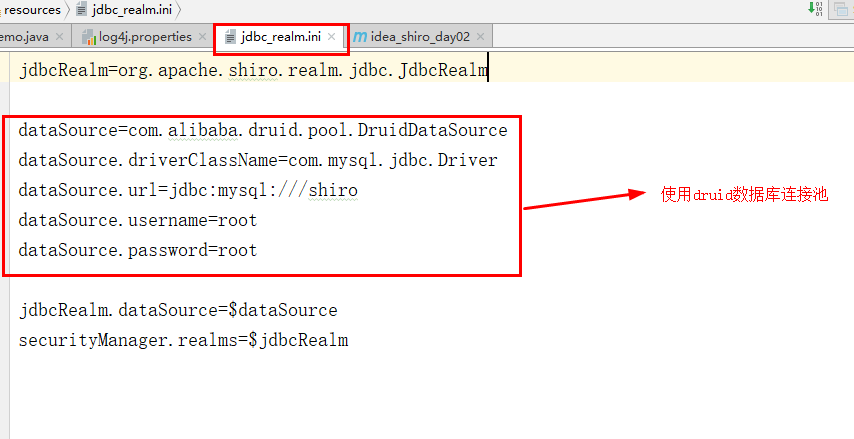 resources
jdbc_realm.ini
emo.java
log4j.properties
jdbc_realm.ini
idea_shiro_day02
jdbcRealm=org.apache.shiro.realm.jdbc.JdbcRealm
dataSource=com.alibaba.druid.pool.DruidDataSource
dataSource.driverClassName=com.mysql.jdbc.Driver
dataSource.url=jdbc:mysql:///shiro
使用druid数据库连接池
dataSource.username=root
dataSource.password=root
jdbcRealm.dataSource=$dataSource
securityManager.realms=$jdbcRealm